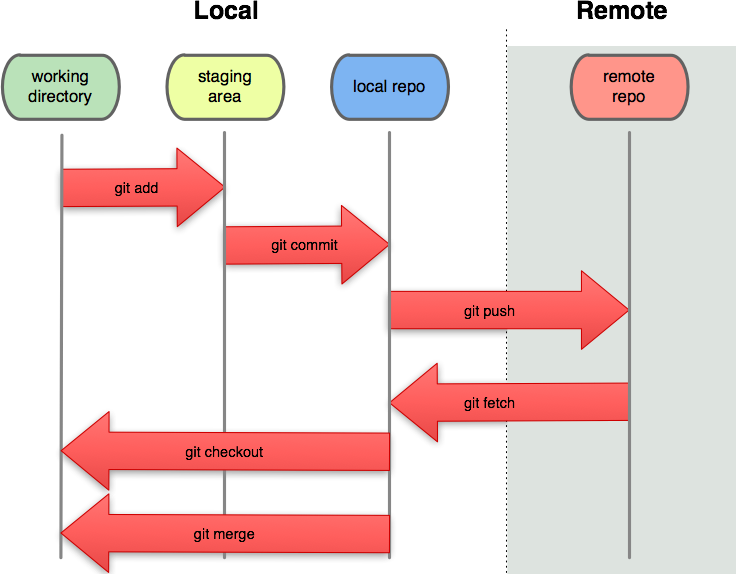 Local
Remote
working
directory
staging
area
local repo
remote
repo
git add
git commit
git push
git fetch
git checkout
git merge